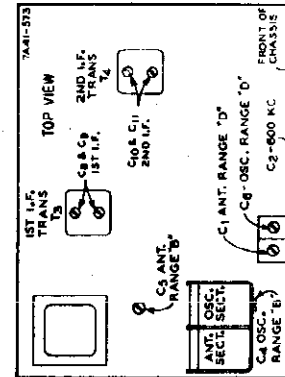 7A41-573
TOP VIEW
1ST I.F.
TRANS
T3
C8 & C9
1ST I.F.
2ND I.F.
TRANS
T4
C10 & C11
2ND I.F.
FRONT OF
CHASSIS
C5 ANT.
RANGE "B"
C1 ANT. RANGE "D"
C6-OSC. RANGE "D"
C2-600 KC
ANT.
SECT.
OSC.
SECT.
C4 OSC.
RANGE "B"